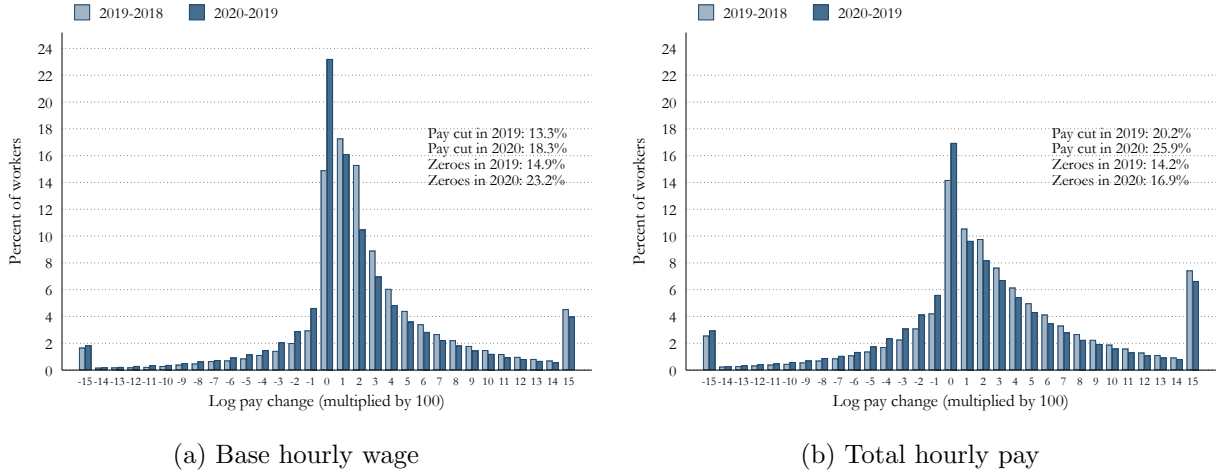 2019-2018 2020-2019
24
22
20
18
16
14
12
10
8
6
4
2
0
Percent of workers
Pay cut in 2019: 13.3%
Pay cut in 2020: 18.3%
Zeroes in 2019: 14.9%
Zeroes in 2020: 23.2%
-15 -14 -13 -12 -11 -10 -9 -8 -7 -6 -5 -4 -3 -2 -1 0 1 2 3 4 5 6 7 8 9 10 11 12 13 14 15
Log pay change (multiplied by 100)
(a) Base hourly wage
2019-2018 2020-2019
24
22
20
18
16
14
12
10
8
6
4
2
0
Percent of workers
Pay cut in 2019: 20.2%
Pay cut in 2020: 25.9%
Zeroes in 2019: 14.2%
Zeroes in 2020: 16.9%
-15 -14 -13 -12 -11 -10 -9 -8 -7 -6 -5 -4 -3 -2 -1 0 1 2 3 4 5 6 7 8 9 10 11 12 13 14 15
Log pay change (multiplied by 100)
(b) Total hourly pay